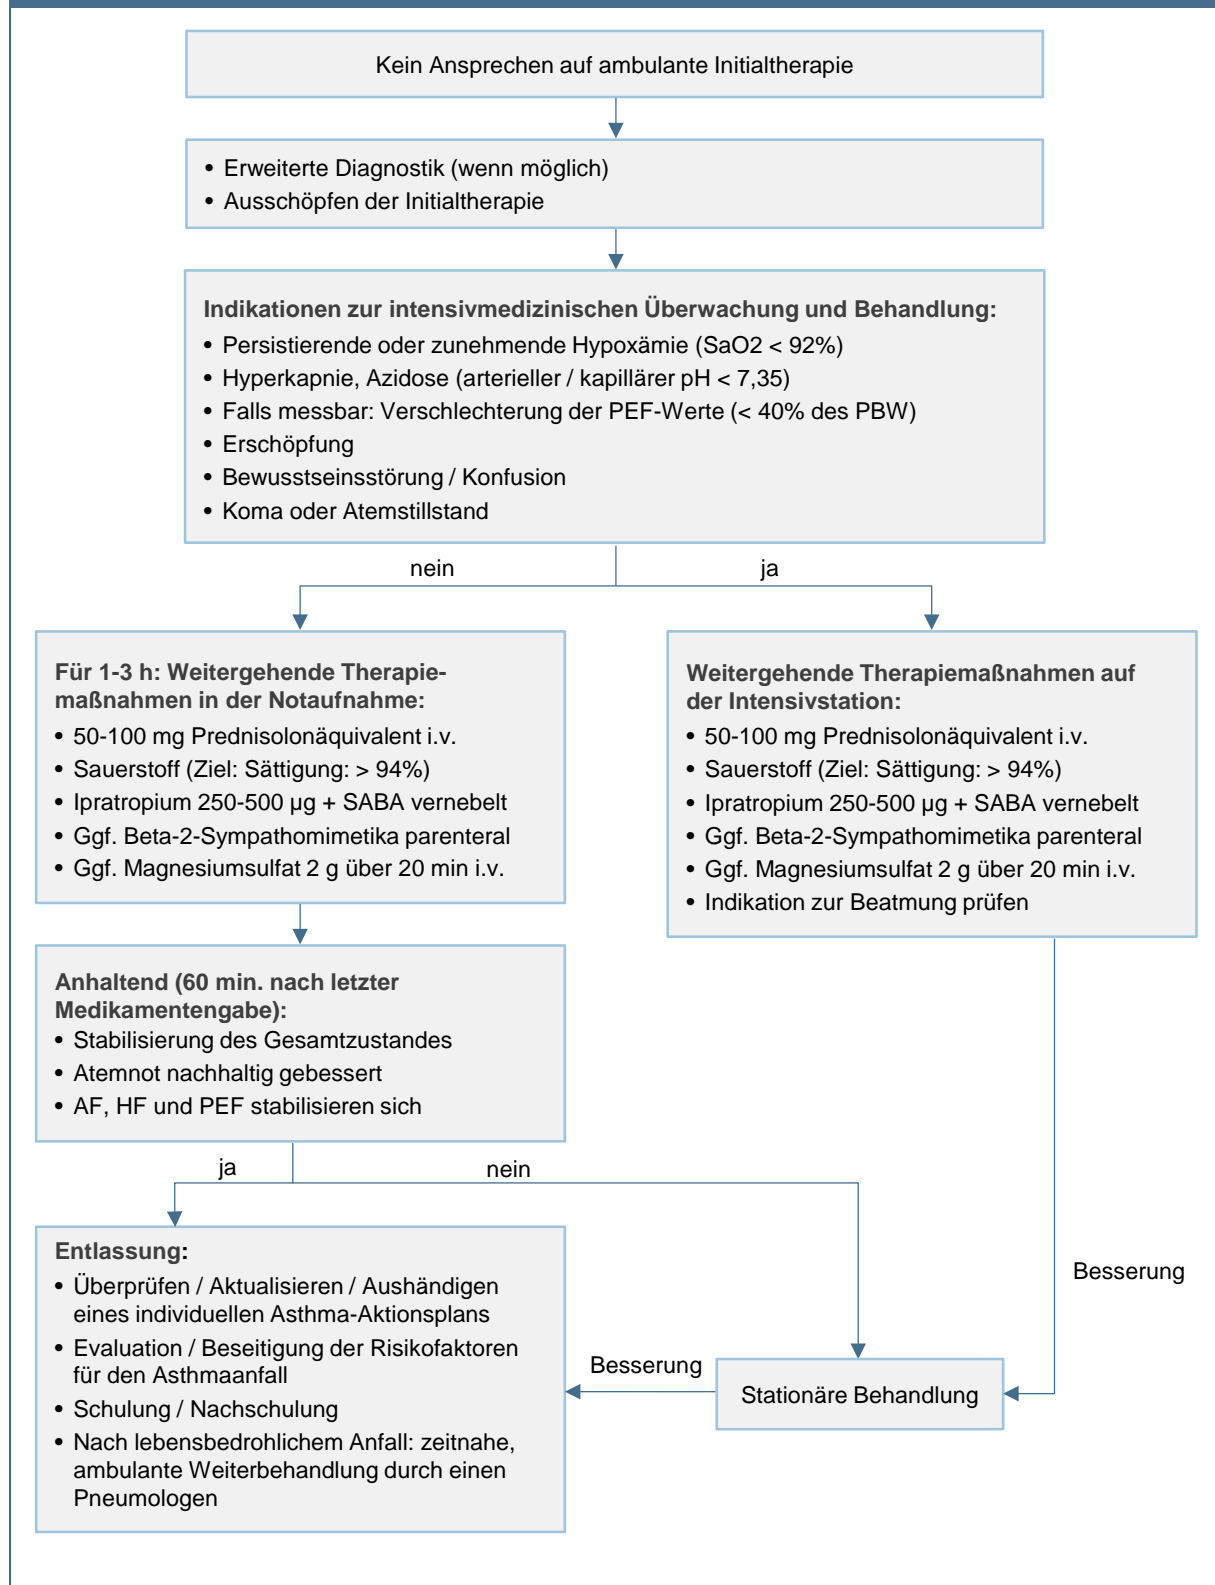 Kein Ansprechen auf ambulante Initialtherapie
• Erweiterte Diagnostik (wenn möglich)
• Ausschöpfen der Initialtherapie
Indikationen zur intensivmedizinischen Überwachung und Behandlung:
• Persistierende oder zunehmende Hypoxämie (SaO2 < 92%)
• Hyperkapnie, Azidose (arterieller / kapillärer pH < 7,35)
• Falls messbar: Verschlechterung der PEF-Werte (< 40% des PBW)
• Erschöpfung
• Bewusstseinsstörung / Konfusion
• Koma oder Atemstillstand
nein
ja
Für 1-3 h: Weitergehende Therapie-
maßnahmen in der Notaufnahme:
• 50-100 mg Prednisolonäquivalent i.v.
• Sauerstoff (Ziel: Sättigung: > 94%)
• Ipratropium 250-500 µg + SABA vernebelt
• Ggf. Beta-2-Sympathomimetika parenteral
• Ggf. Magnesiumsulfat 2 g über 20 min i.v.
Weitergehende Therapiemaßnahmen auf
der Intensivstation:
• 50-100 mg Prednisolonäquivalent i.v.
• Sauerstoff (Ziel: Sättigung: > 94%)
• Ipratropium 250-500 µg + SABA vernebelt
• Ggf. Beta-2-Sympathomimetika parenteral
• Ggf. Magnesiumsulfat 2 g über 20 min i.v.
• Indikation zur Beatmung prüfen
Anhaltend (60 min. nach letzter
Medikamentengabe):
• Stabilisierung des Gesamtzustandes
• Atemnot nachhaltig gebessert
• AF, HF und PEF stabilisieren sich
ja
nein
Entlassung:
• Überprüfen / Aktualisieren / Aushändigen
eines individuellen Asthma-Aktionsplans
• Evaluation / Beseitigung der Risikofaktoren
für den Asthmaanfall
• Schulung / Nachschulung
• Nach lebensbedrohlichem Anfall: zeitnahe,
ambulante Weiterbehandlung durch einen
Pneumologen
Besserung
Stationäre Behandlung
Besserung